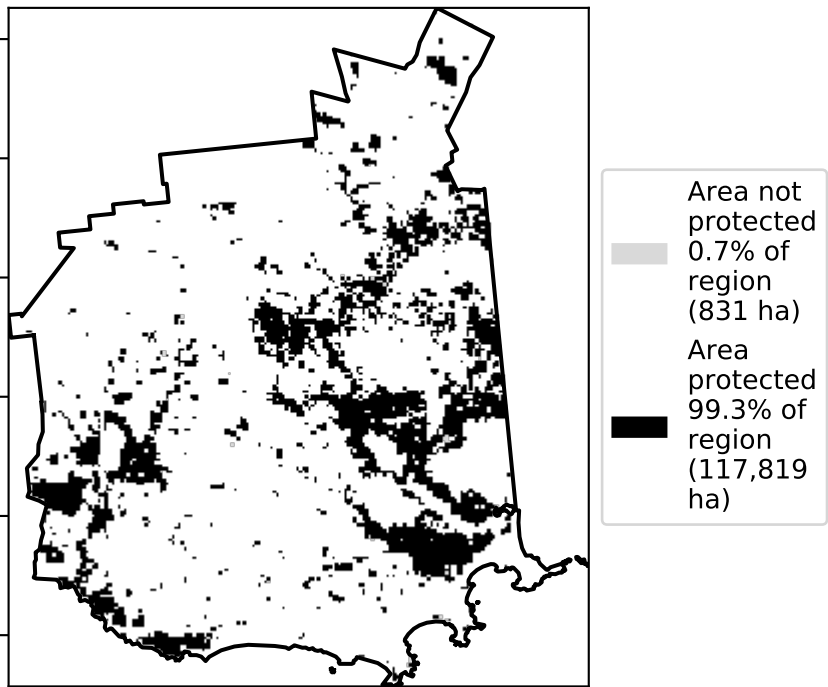 Area not
protected
0.7% of
region
(831 ha)
Area
protected
99.3% of
region
(117,819
ha)